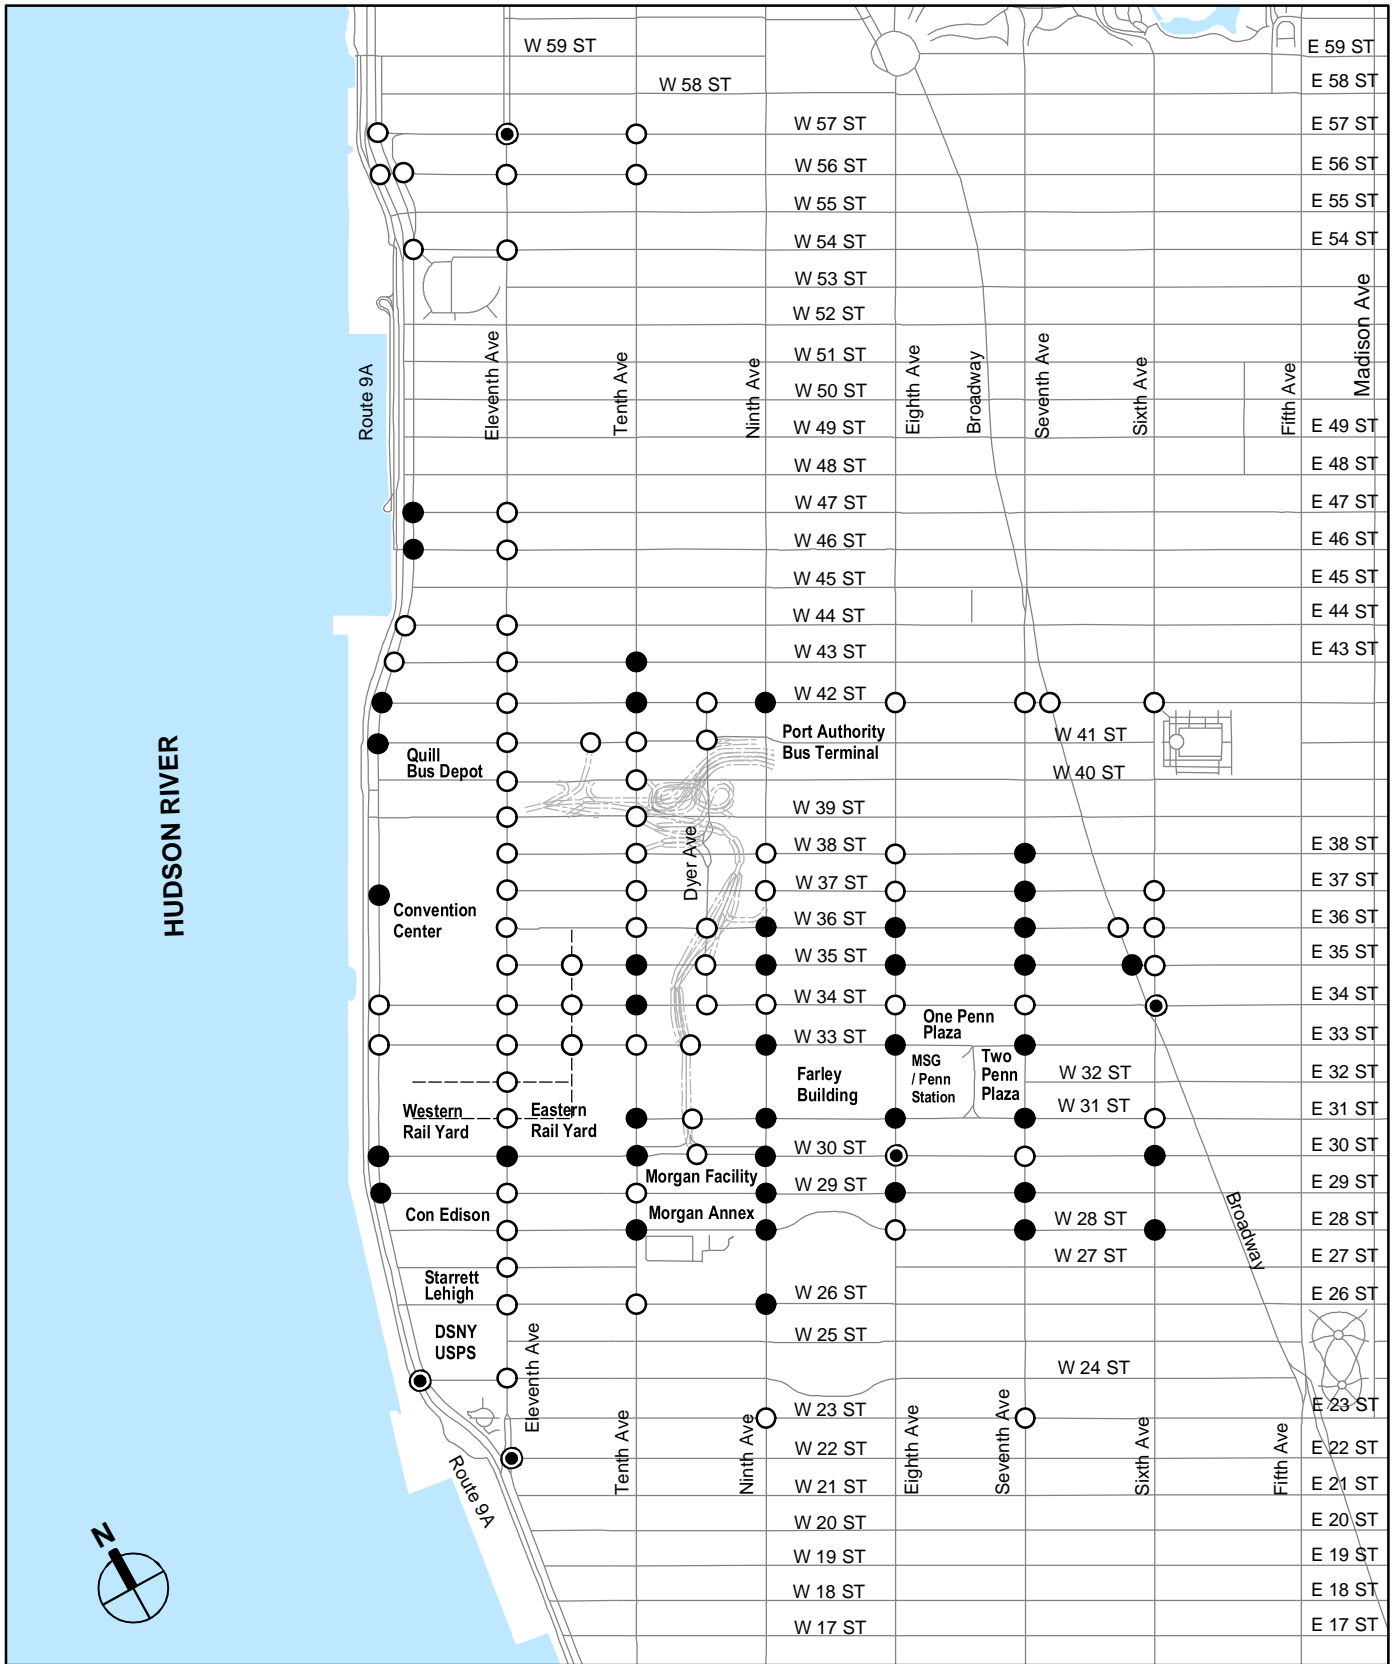 W 59 ST
E 59 ST
W 58 ST
E 58 ST
W 57 ST
E 57 ST
W 56 ST
E 56 ST
W 55 ST
E 55 ST
W 54 ST
E 54 ST
W 53 ST
W 52 ST
W 51 ST
W 50 ST
Route 9A
Eleventh Ave
Tenth Ave
Ninth Ave
Eighth Ave
Broadway
Seventh Ave
Sixth Ave
Fifth Ave
Madison Ave
W 49 ST
E 49 ST
W 48 ST
E 48 ST
W 47 ST
E 47 ST
W 46 ST
E 46 ST
W 45 ST
E 45 ST
W 44 ST
E 44 ST
W 43 ST
E 43 ST
W 42 ST
Port Authority
Bus Terminal
W 41 ST
Quill
Bus Depot
W 40 ST
HUDSON RIVER
W 39 ST
Dyer Ave
W 38 ST
E 38 ST
W 37 ST
E 37 ST
Convention
Center
W 36 ST
E 36 ST
W 35 ST
E 35 ST
W 34 ST
E 34 ST
One Penn
Plaza
W 33 ST
E 33 ST
MSG
/ Penn
Station
Two
Penn
Plaza
Farley
Building
W 32 ST
E 32 ST
W 31 ST
E 31 ST
Western
Rail Yard
Eastern
Rail Yard
W 30 ST
E 30 ST
Morgan Facility
W 29 ST
E 29 ST
Con Edison
Morgan Annex
W 28 ST
E 28 ST
Broadway
W 27 ST
E 27 ST
Starrett
Lehigh
W 26 ST
E 26 ST
DSNY
USPS
W 25 ST
Eleventh Ave
W 24 ST
W 23 ST
E 23 ST
W 22 ST
E 22 ST
Route 9A
Tenth Ave
Ninth Ave
Eighth Ave
Seventh Ave
Sixth Ave
Fifth Ave
W 21 ST
E 21 ST
W 20 ST
E 20 ST
N
W 19 ST
E 19 ST
W 18 ST
E 18 ST
W 17 ST
E 17 ST